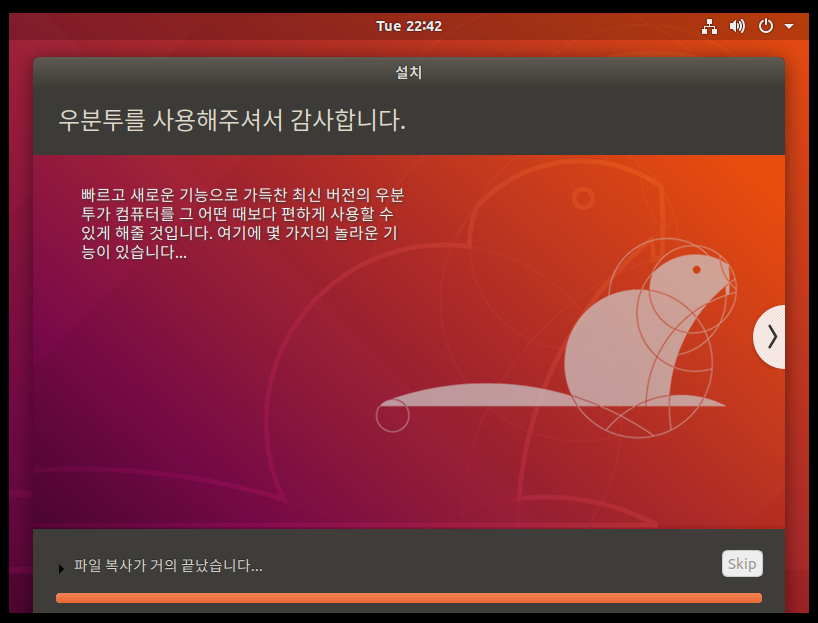 Tue 22:42
설치
우분투를 사용해주셔서 감사합니다.
빠르고 새로운 기능으로 가득찬 최신 버전의 우분
투가 컴퓨터를 그 어떤 때보다 편하게 사용할 수
있게 해줄 것입니다. 여기에 몇 가지의 놀라운 기
능이 있습니다...
파일 복사가 거의 끝났습니다...
Skip